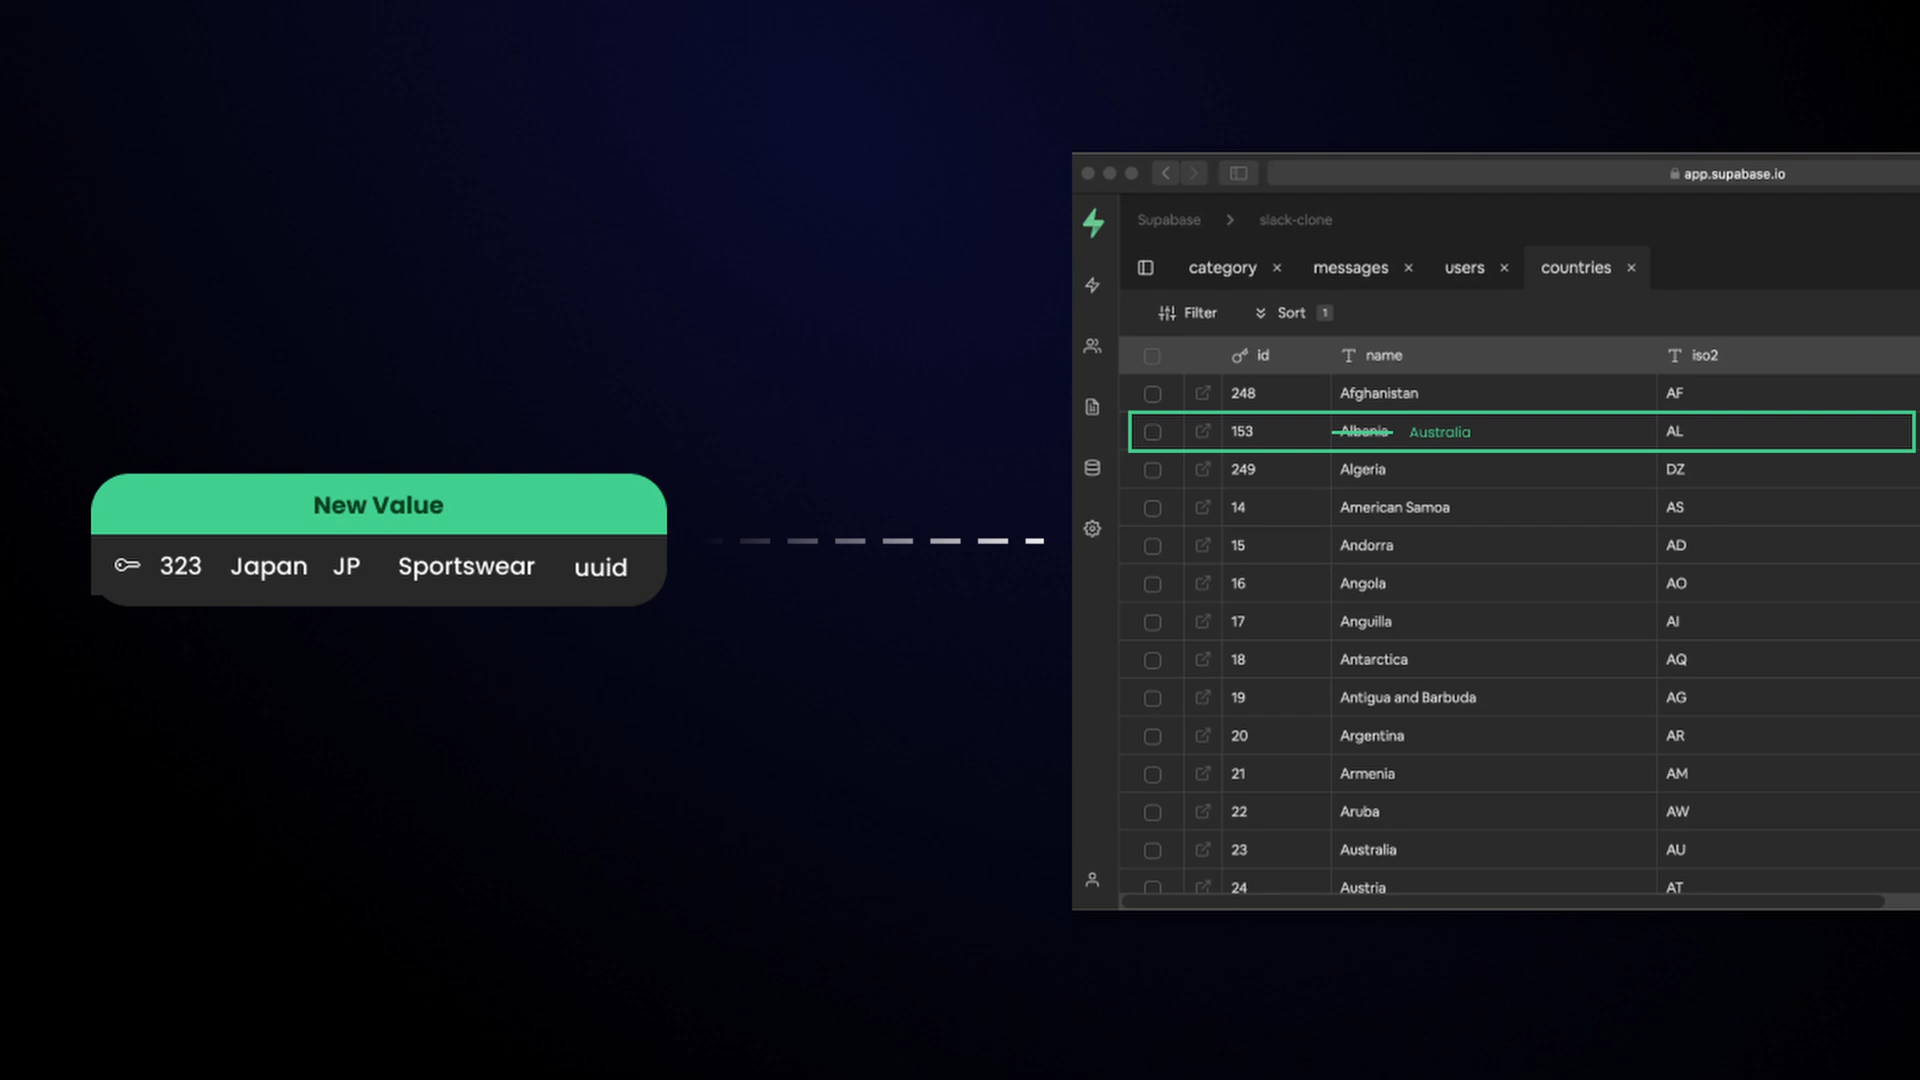 New Value
323 Japan JP Sportswear uuid
app.supabase.io
Supabase > slack-clone
category × messages × users × countries ×
Filter Sort 1
id name iso2
248 Afghanistan AF
153 Albania Australia AL
249 Algeria DZ
14 American Samoa AS
15 Andorra AD
16 Angola AO
17 Anguilla AI
18 Antarctica AQ
19 Antigua and Barbuda AG
20 Argentina AR
21 Armenia AM
22 Aruba AW
23 Australia AU
24 Austria AT